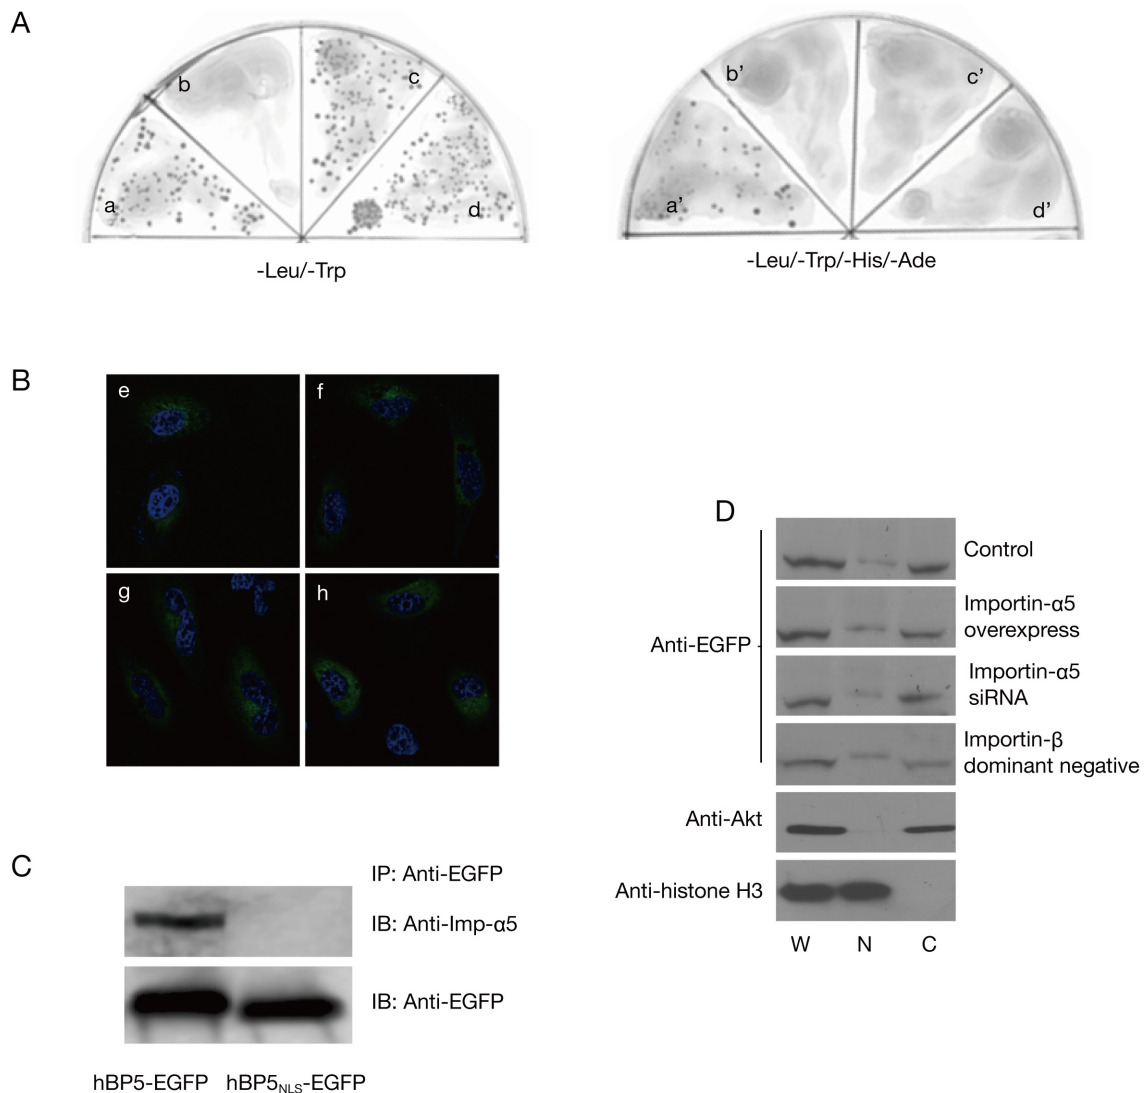 A
b
c
a
d
-Leu/-Trp
b’
c’
a’
d’
-Leu/-Trp/-His/-Ade
B
e
f
g
h
D
Anti-EGFP
Control
Importin-α5
overexpress
Importin-α5
siRNA
Importin-β
dominant negative
Anti-Akt
Anti-histone H3
W N C
C
IP: Anti-EGFP
IB: Anti-Imp-α5
IB: Anti-EGFP
hBP5-EGFP hBP5NLS-EGFP